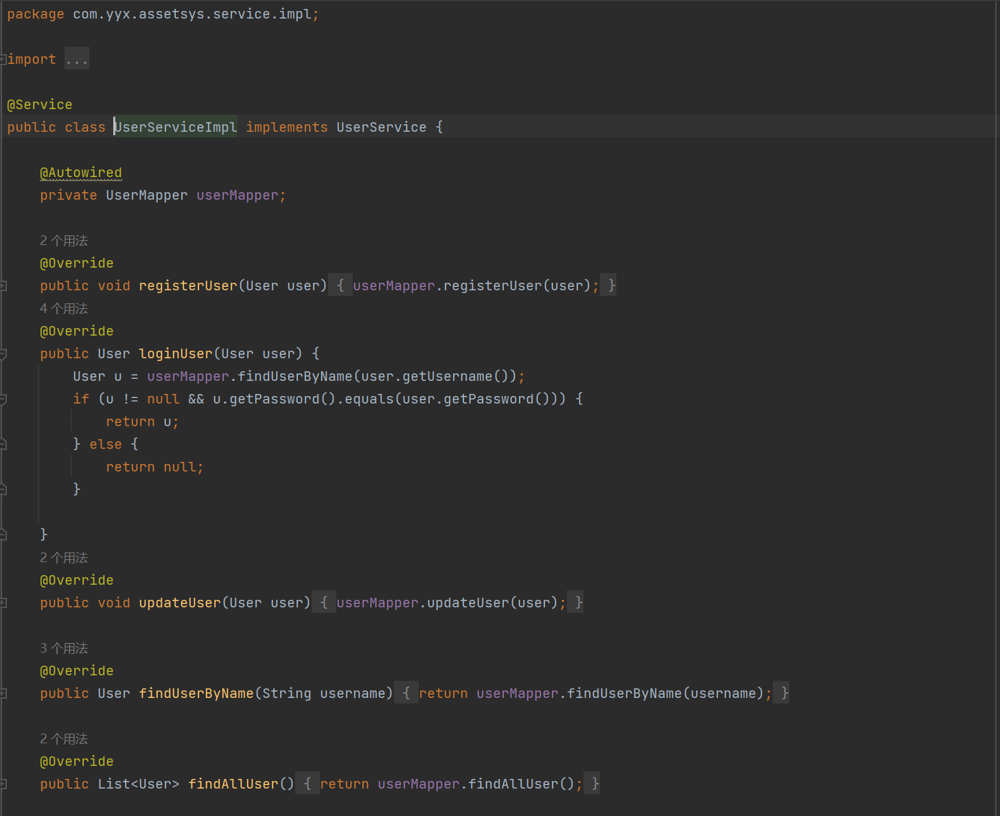 package com.yyx.assetsys.service.impl;
import ...
@Service
public class UserServiceImpl implements UserService {
@Autowired
private UserMapper userMapper;
2 个用法
@Override
public void registerUser(User user) { userMapper.registerUser(user); }
4 个用法
@Override
public User loginUser(User user) {
User u = userMapper.findUserByName(user.getUsername());
if (u != null && u.getPassword().equals(user.getPassword())) {
return u;
} else {
return null;
}
}
2 个用法
@Override
public void updateUser(User user) { userMapper.updateUser(user); }
3 个用法
@Override
public User findUserByName(String username) { return userMapper.findUserByName(username); }
2 个用法
@Override
public List<User> findAllUser() { return userMapper.findAllUser(); }